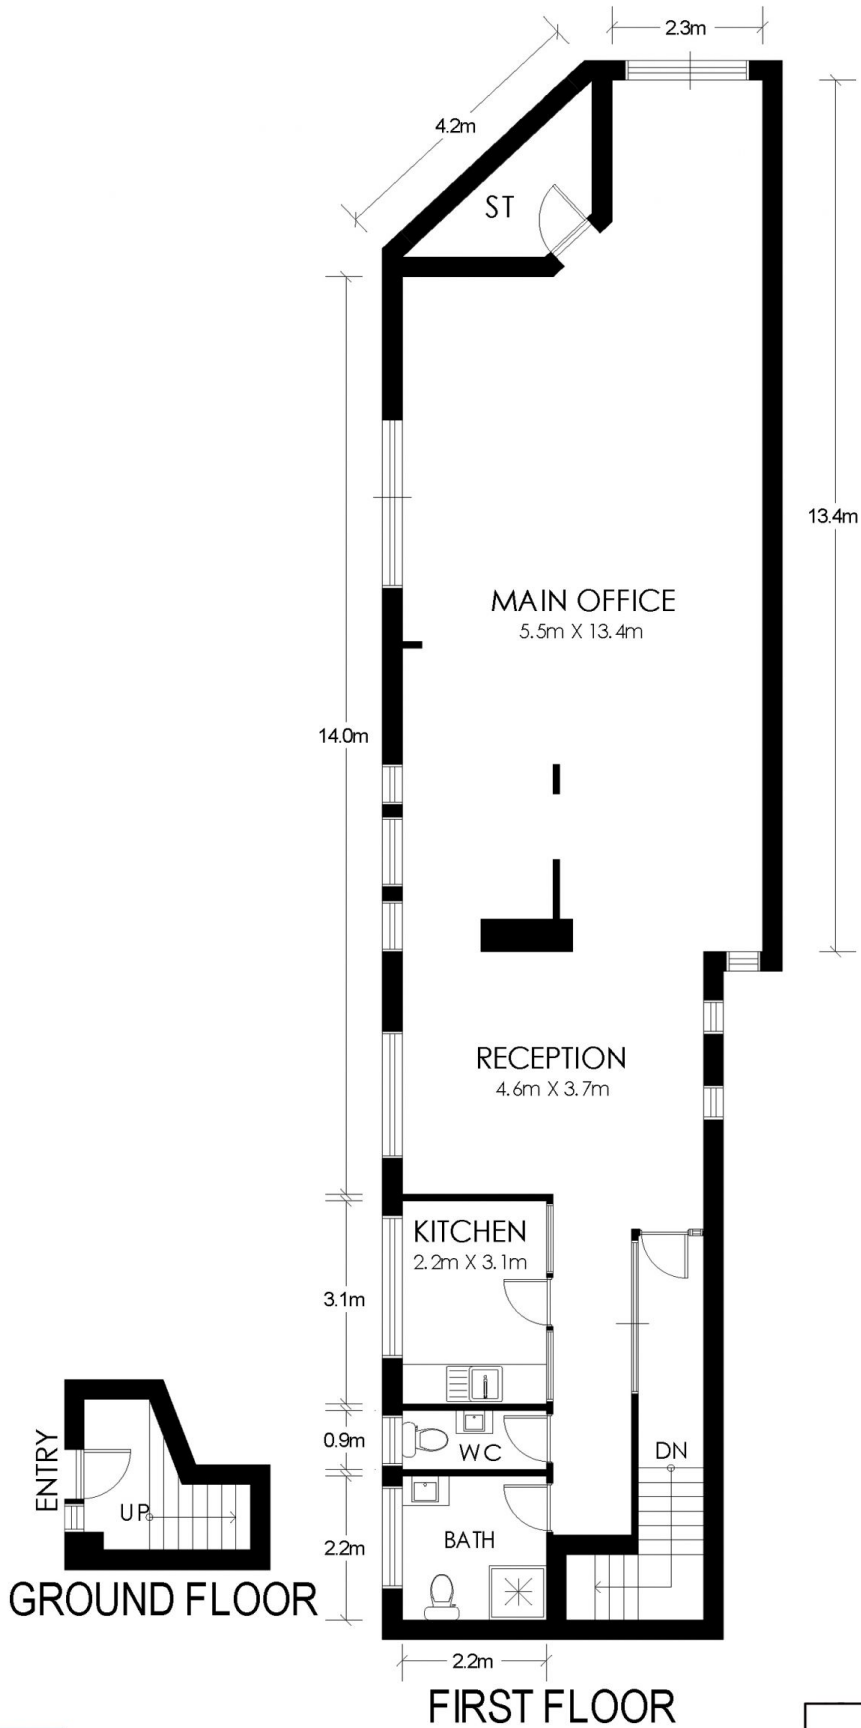 2.3m
4.2m
ST
13.4m
MAIN OFFICE
5.5m X 13.4m
14.0m
RECEPTION
4.6m X 3.7m
KITCHEN
2.2m X 3.1m
3.1m
0.9m
WC
DN
ENTRY
UP
BATH
2.2m
GROUND FLOOR
2.2m
FIRST FLOOR